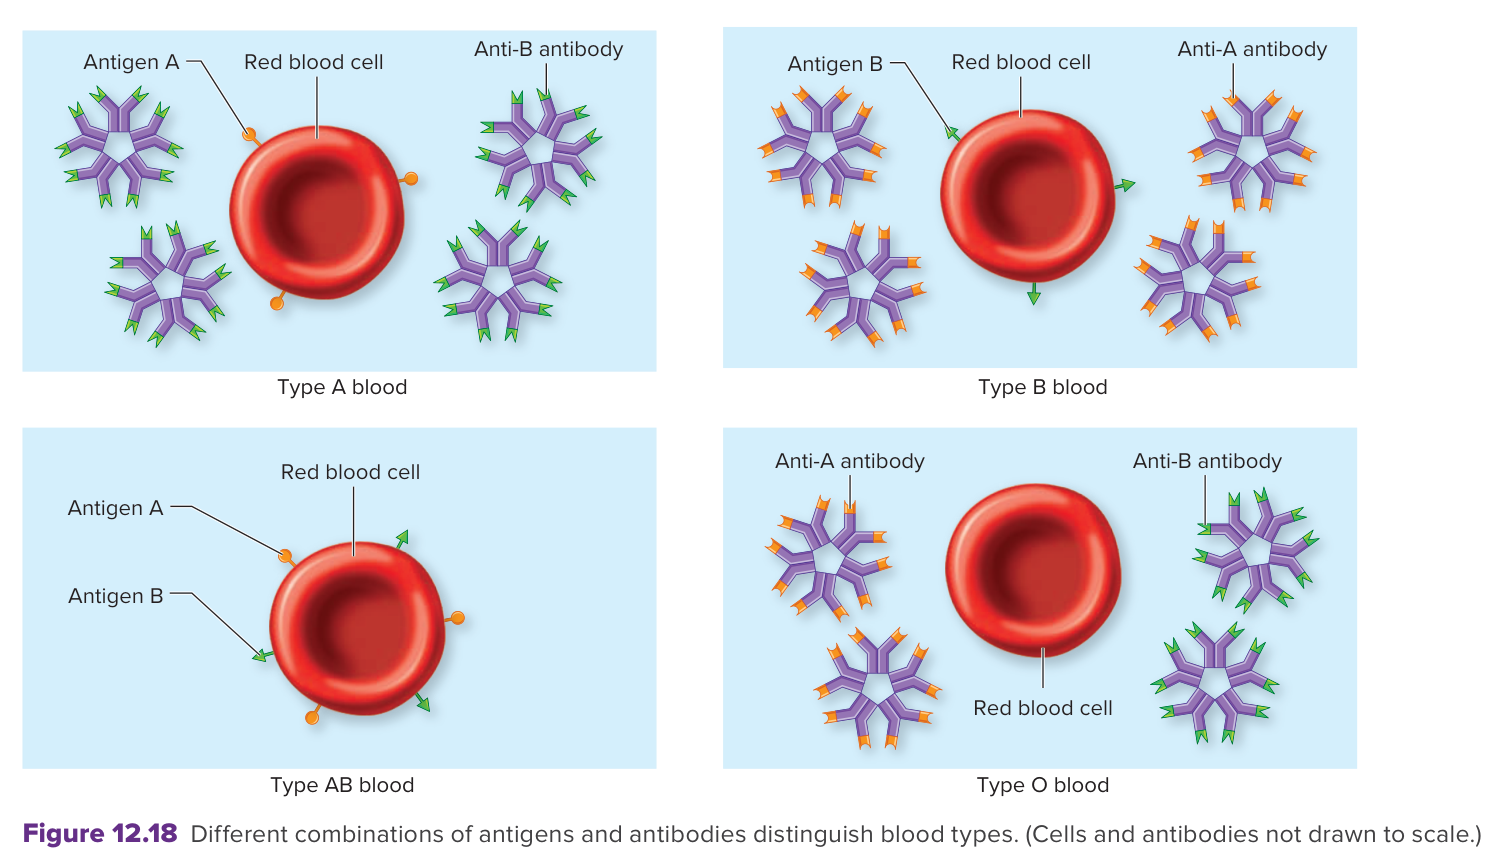 Antigen A
Red blood cell
Anti-B antibody
Type A blood
Antigen B
Red blood cell
Anti-A antibody
Type B blood
Red blood cell
Antigen A
Antigen B
Type AB blood
Anti-A antibody
Anti-B antibody
Red blood cell
Type O blood
Figure 12.18 Different combinations of antigens and antibodies distinguish blood types. (Cells and antibodies not drawn to scale.)